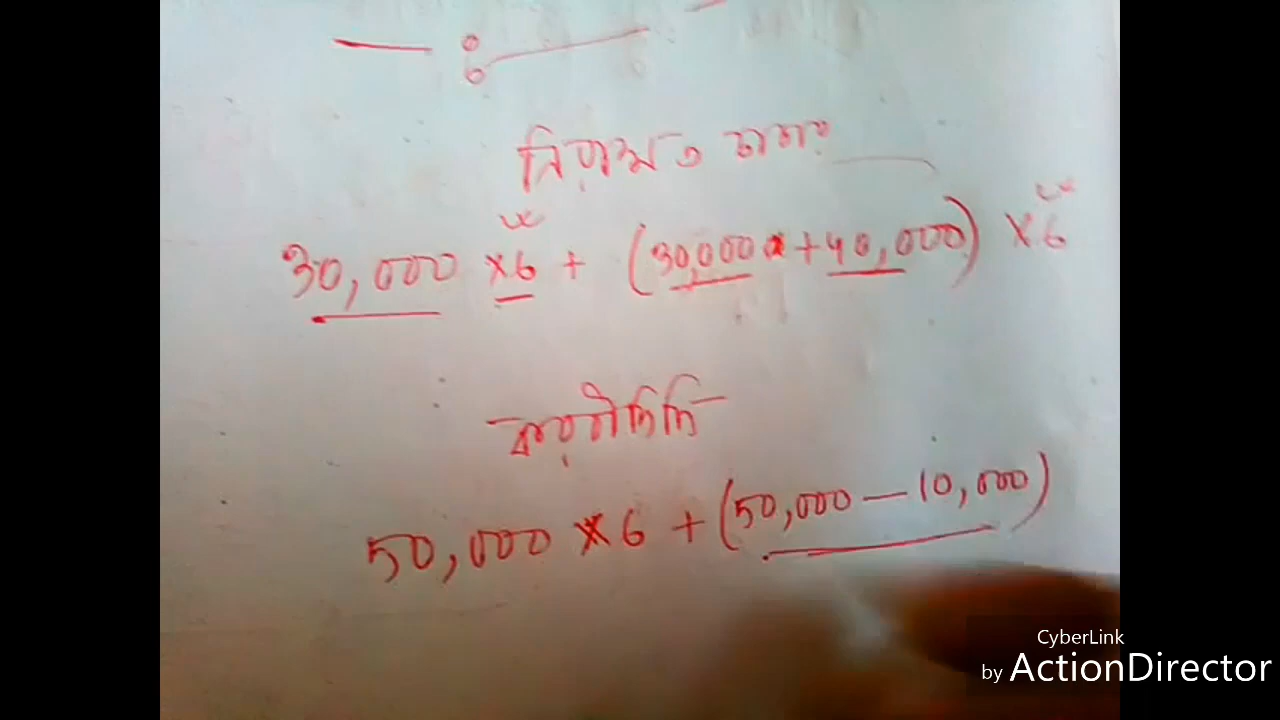 30,000 ×6 + (30,000 + 40,000) ×6
50,000 ×6 + (50,000 — 10,000)
CyberLink
by ActionDirector